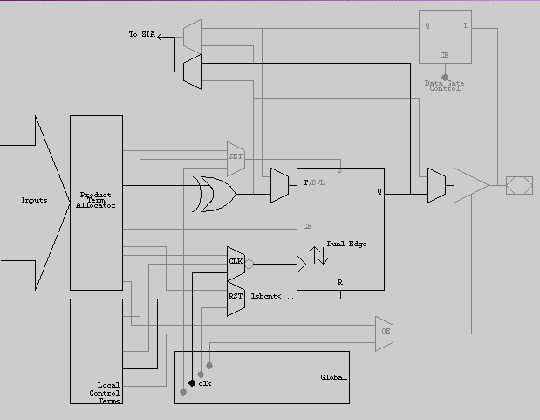 To ZIA
Q L
CE
Data Gate
Control
SET
S
T/D/L
Q
Product
Term
Allocator
Inputs
CE
Dual Edge
CLK
R
RST
OE
clk
Global
Local
Control
Terms